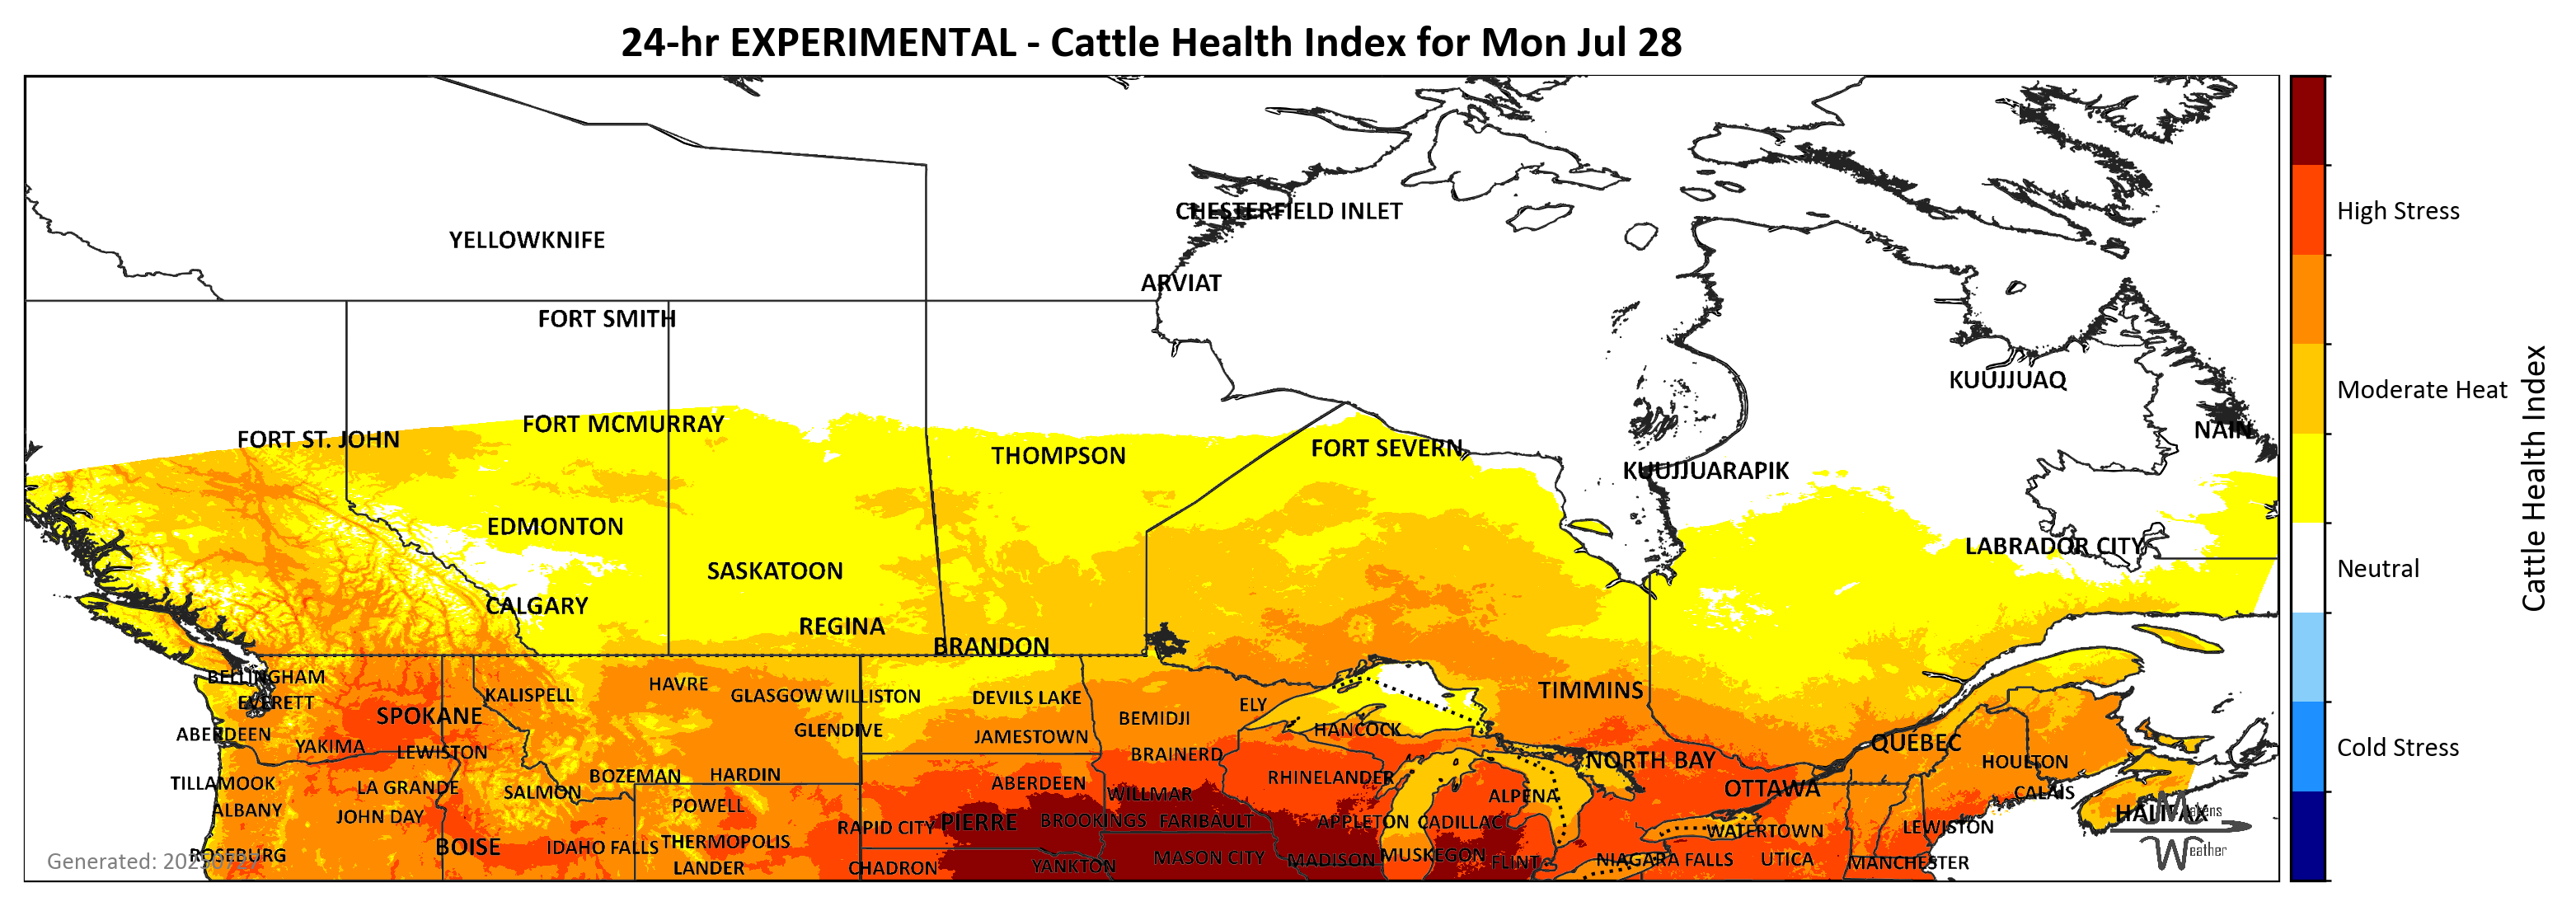 24-hr EXPERIMENTAL - Cattle Health Index for Mon Jul 28
CHESTERFIELD INLET
YELLOWKNIFE
High Stress
ARVIAT
FORT SMITH
KUUJJUAQ
Moderate Heat
FORT MCMURRAY
NAIN
FORT ST. JOHN
THOMPSON
FORT SEVERN
KUUJJUARAPIK
Cattle Health Index
EDMONTON
LABRADOR CITY
SASKATOON
Neutral
CALGARY
REGINA
BRANDON
BELLINGHAM
KALISPELL
HAVRE
GLASGOW
WILLISTON
DEVILS LAKE
TIMMINS
EVERETT
ELY
SPOKANE
BEMIDJI
ABERDEEN
GLENDIVE
JAMESTOWN
HANCOCK
QUEBEC
Cold Stress
YAKIMA
LEWISTON
BRAINERD
NORTH BAY
HOULTON
TILLAMOOK
LA GRANDE
SALMON
BOZEMAN
HARDIN
ABERDEEN
RHINELANDER
OTTAWA
CALAIS
ALBANY
JOHN DAY
POWELL
WILLMAR
ALPENA
HALIFAX
Makens
RAPID CITY
PIERRE
BROOKINGS
FARIBAULT
APPLETON
CADILLAC
WATERTOWN
LEWISTON
ROSEBURG
BOISE
IDAHO FALLS
THERMOPOLIS
Weather
Generated:
LANDER
CHADRON
YANKTON
MASON CITY
MADISON
MUSKEGON
FLINT
NIAGARA FALLS
UTICA
MANCHESTER